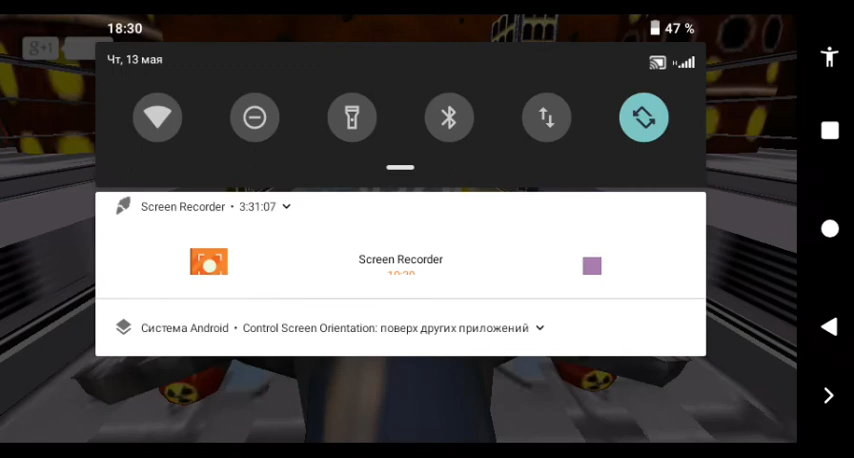 18:30
47 %
g+1
Чт, 13 мая
H
Screen Recorder • 3:31:07
Screen Recorder
Система Android • Control Screen Orientation: поверх других приложений